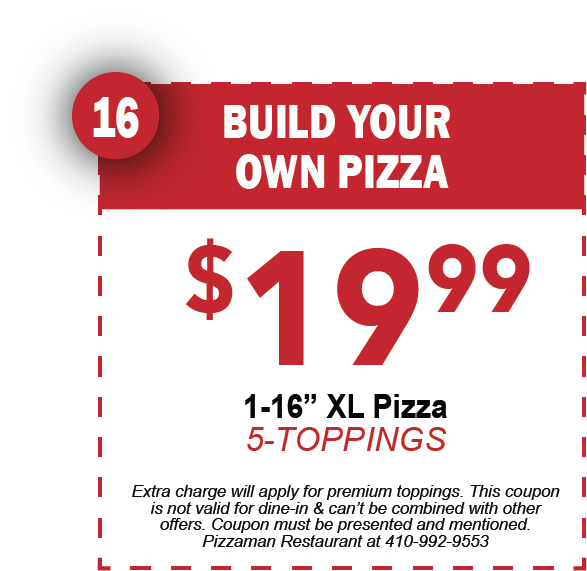 16
BUILD YOUR
OWN PIZZA
$19.99
1-16” XL Pizza
5-TOPPINGS
Extra charge will apply for premium toppings. This coupon
is not valid for dine-in & can’t be combined with other
offers. Coupon must be presented and mentioned.
Pizzaman Restaurant at 410-992-9553